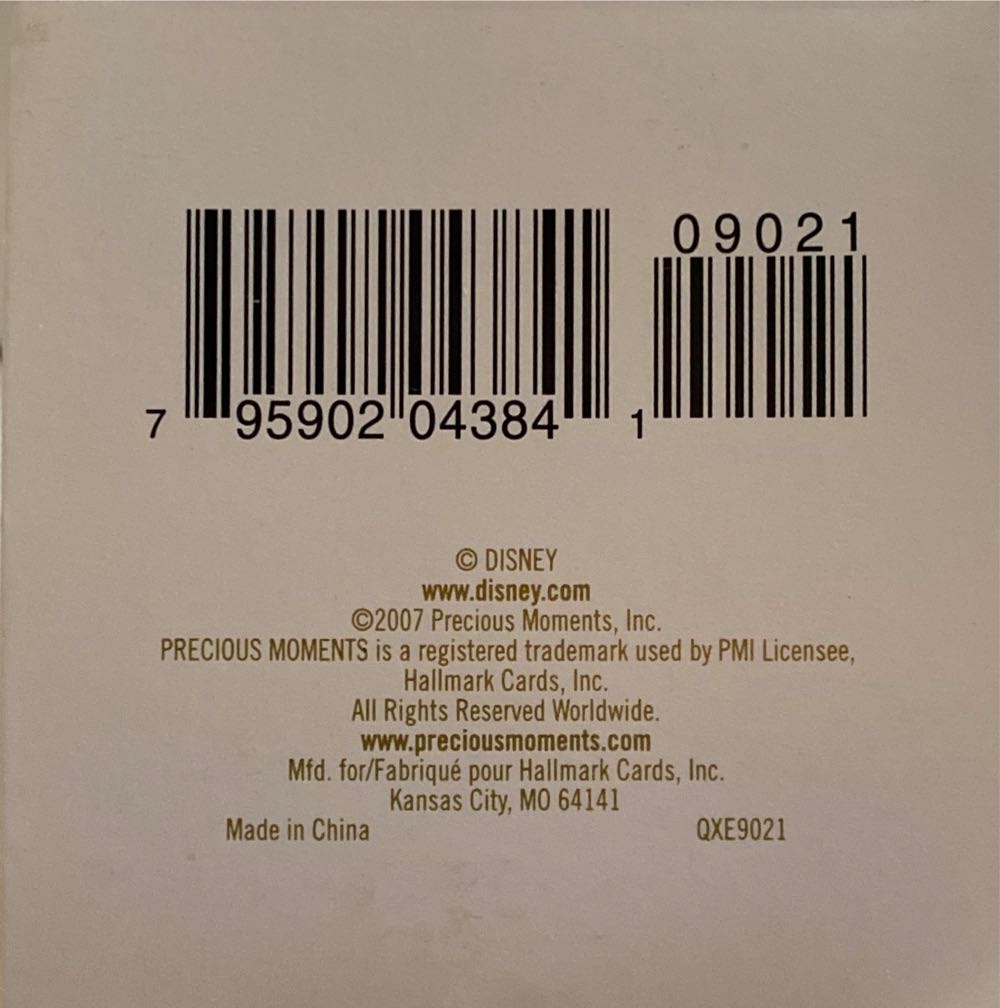 09021
7 95902 04384 1
© DISNEY
www.disney.com
©2007 Precious Moments, Inc.
PRECIOUS MOMENTS is a registered trademark used by PMI Licensee,
Hallmark Cards, Inc.
All Rights Reserved Worldwide.
www.preciousmoments.com
Mfd. for/Fabriqué pour Hallmark Cards, Inc.
Kansas City, MO 64141
Made in China QXE9021